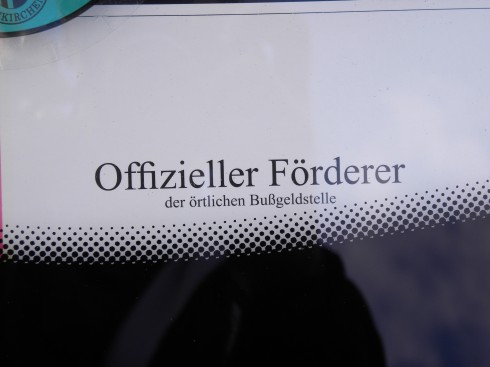 Offizieller Förderer
der örtlichen Bußgeldstelle